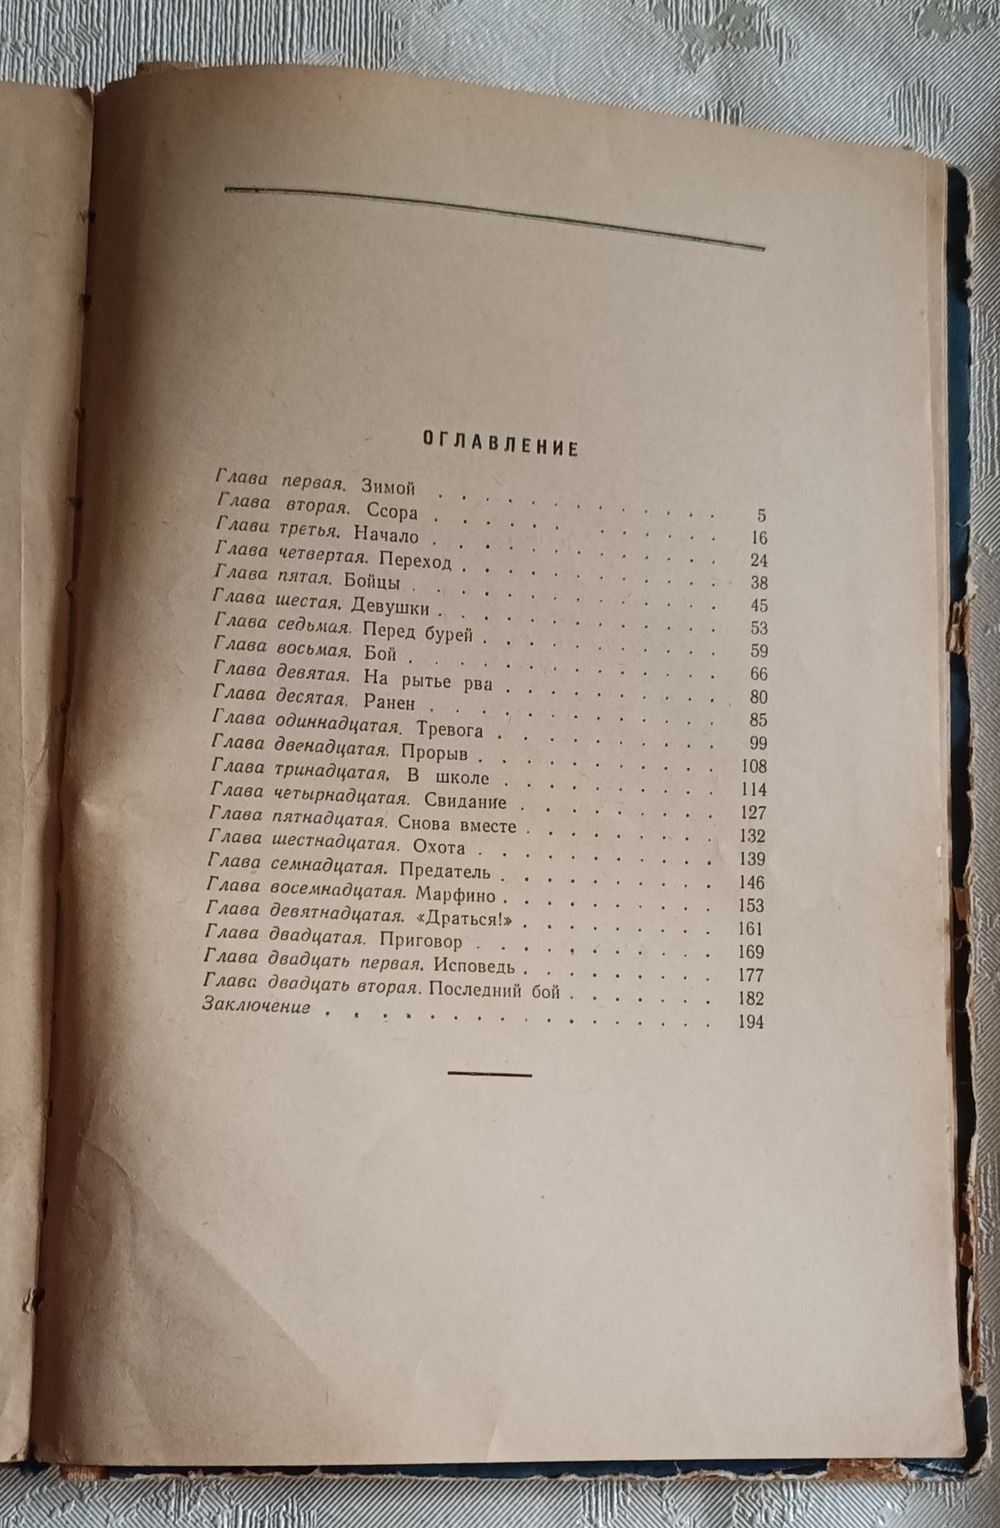 ОГЛАВЛЕНИЕ
Глава первая. Зимой . . . . . . . . . . . . 5
Глава вторая. Ссора . . . . . . . . . . . . 16
Глава третья. Начало . . . . . . . . . . . . 24
Глава четвертая. Переход . . . . . . . . . . . 38
Глава пятая. Бойцы . . . . . . . . . . . . . 45
Глава шестая. Девушки . . . . . . . . . . . . 53
Глава седьмая. Перед бурей . . . . . . . . . . 59
Глава восьмая. Бой . . . . . . . . . . . . . 66
Глава девятая. На рытье рва . . . . . . . . . 80
Глава десятая. Ранен . . . . . . . . . . . . 85
Глава одиннадцатая. Тревога . . . . . . . . . 99
Глава двенадцатая. Прорыв . . . . . . . . . . 108
Глава тринадцатая. В школе . . . . . . . . . 114
Глава четырнадцатая. Свидание . . . . . . . . 127
Глава пятнадцатая. Снова вместе . . . . . . . . 132
Глава шестнадцатая. Охота . . . . . . . . . . 139
Глава семнадцатая. Предатель . . . . . . . . . 146
Глава восемнадцатая. Марфино . . . . . . . . . 153
Глава девятнадцатая. «Драться!» . . . . . . . . 161
Глава двадцатая. Приговор . . . . . . . . . . 169
Глава двадцать первая. Исповедь . . . . . . . . 177
Глава двадцать вторая. Последний бой . . . . . . . 182
Заключение . . . . . . . . . . . . . . . . 194